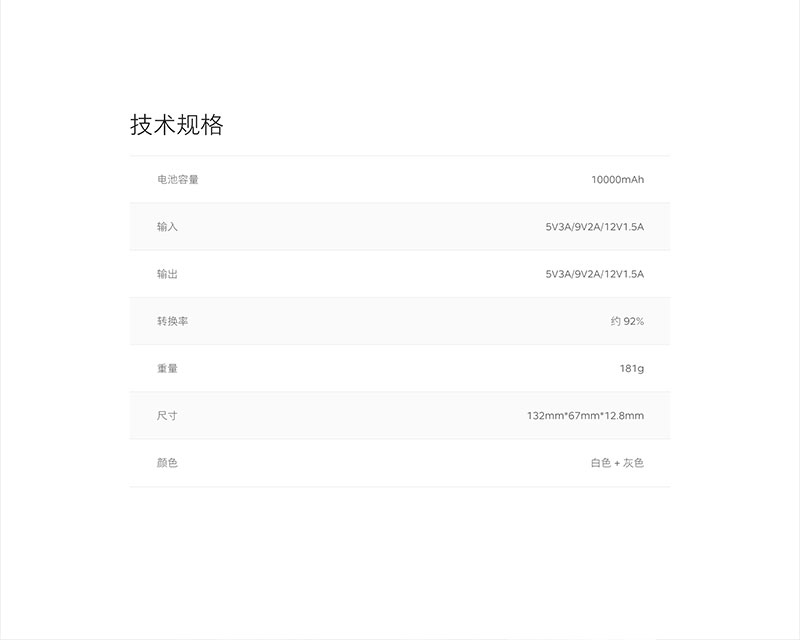 技术规格
电池容量 10000mAh
输入 5V3A/9V2A/12V1.5A
输出 5V3A/9V2A/12V1.5A
转换率 约 92%
重量 181g
尺寸 132mm*67mm*12.8mm
颜色 白色 + 灰色